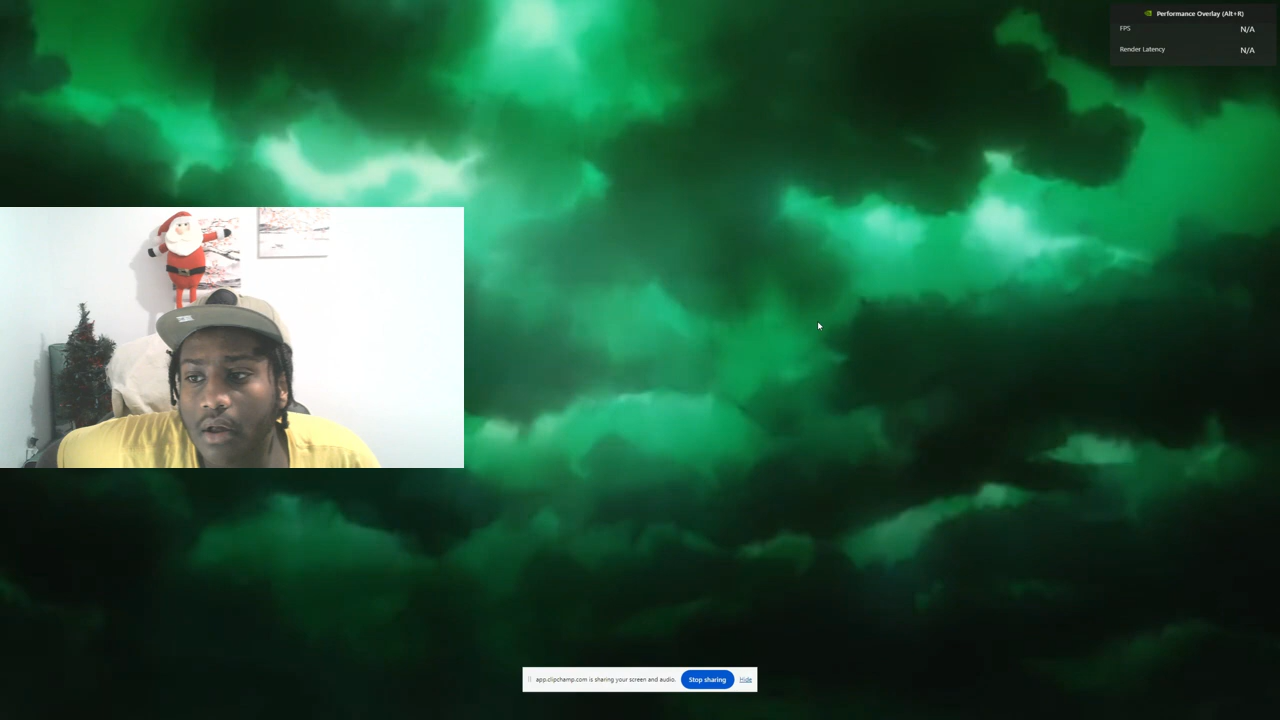 Performance Overlay (Alt+R)
FPS N/A
Render Latency N/A
app.clipchamp.com is sharing your screen and audio. Stop sharing Hide